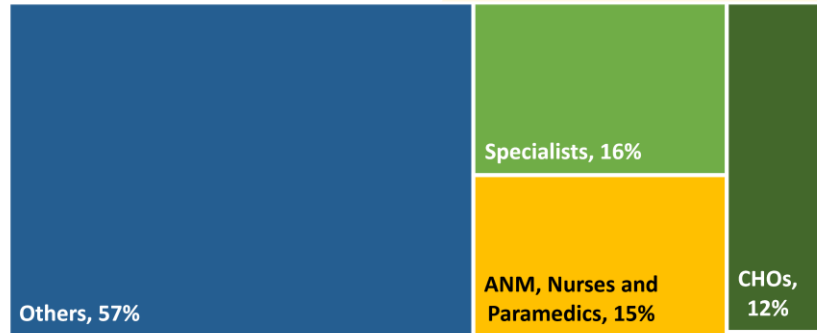 Others, 57%
Specialists, 16%
ANM, Nurses and
Paramedics, 15%
CHOs,
12%